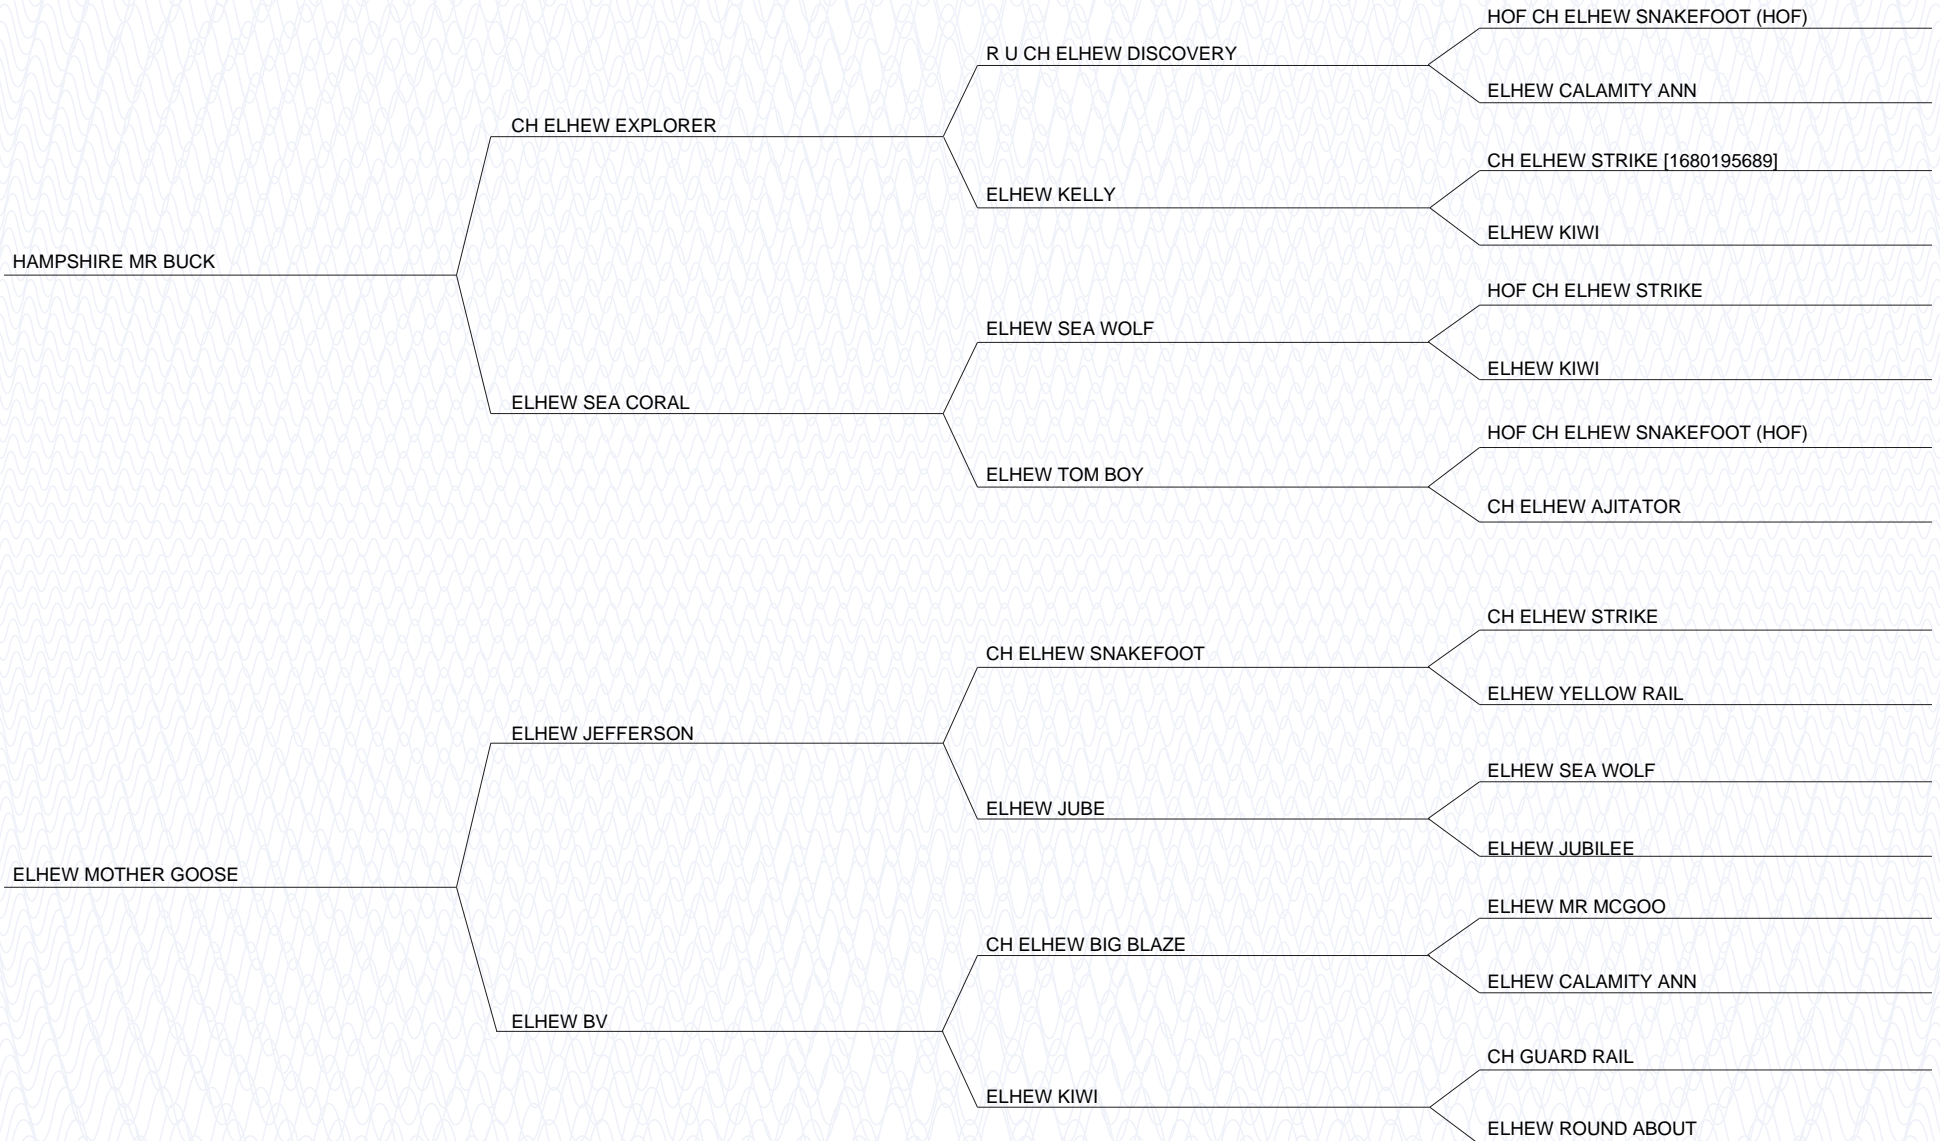 HOF CH ELHEW SNAKEFOOT (HOF)
R U CH ELHEW DISCOVERY
ELHEW CALAMITY ANN
CH ELHEW EXPLORER
CH ELHEW STRIKE [1680195689]
ELHEW KELLY
ELHEW KIWI
HAMPSHIRE MR BUCK
HOF CH ELHEW STRIKE
ELHEW SEA WOLF
ELHEW KIWI
ELHEW SEA CORAL
HOF CH ELHEW SNAKEFOOT (HOF)
ELHEW TOM BOY
CH ELHEW AJITATOR
CH ELHEW STRIKE
CH ELHEW SNAKEFOOT
ELHEW YELLOW RAIL
ELHEW JEFFERSON
ELHEW SEA WOLF
ELHEW JUBE
ELHEW JUBILEE
ELHEW MOTHER GOOSE
ELHEW MR MCGOO
CH ELHEW BIG BLAZE
ELHEW CALAMITY ANN
ELHEW BV
CH GUARD RAIL
ELHEW KIWI
ELHEW ROUND ABOUT